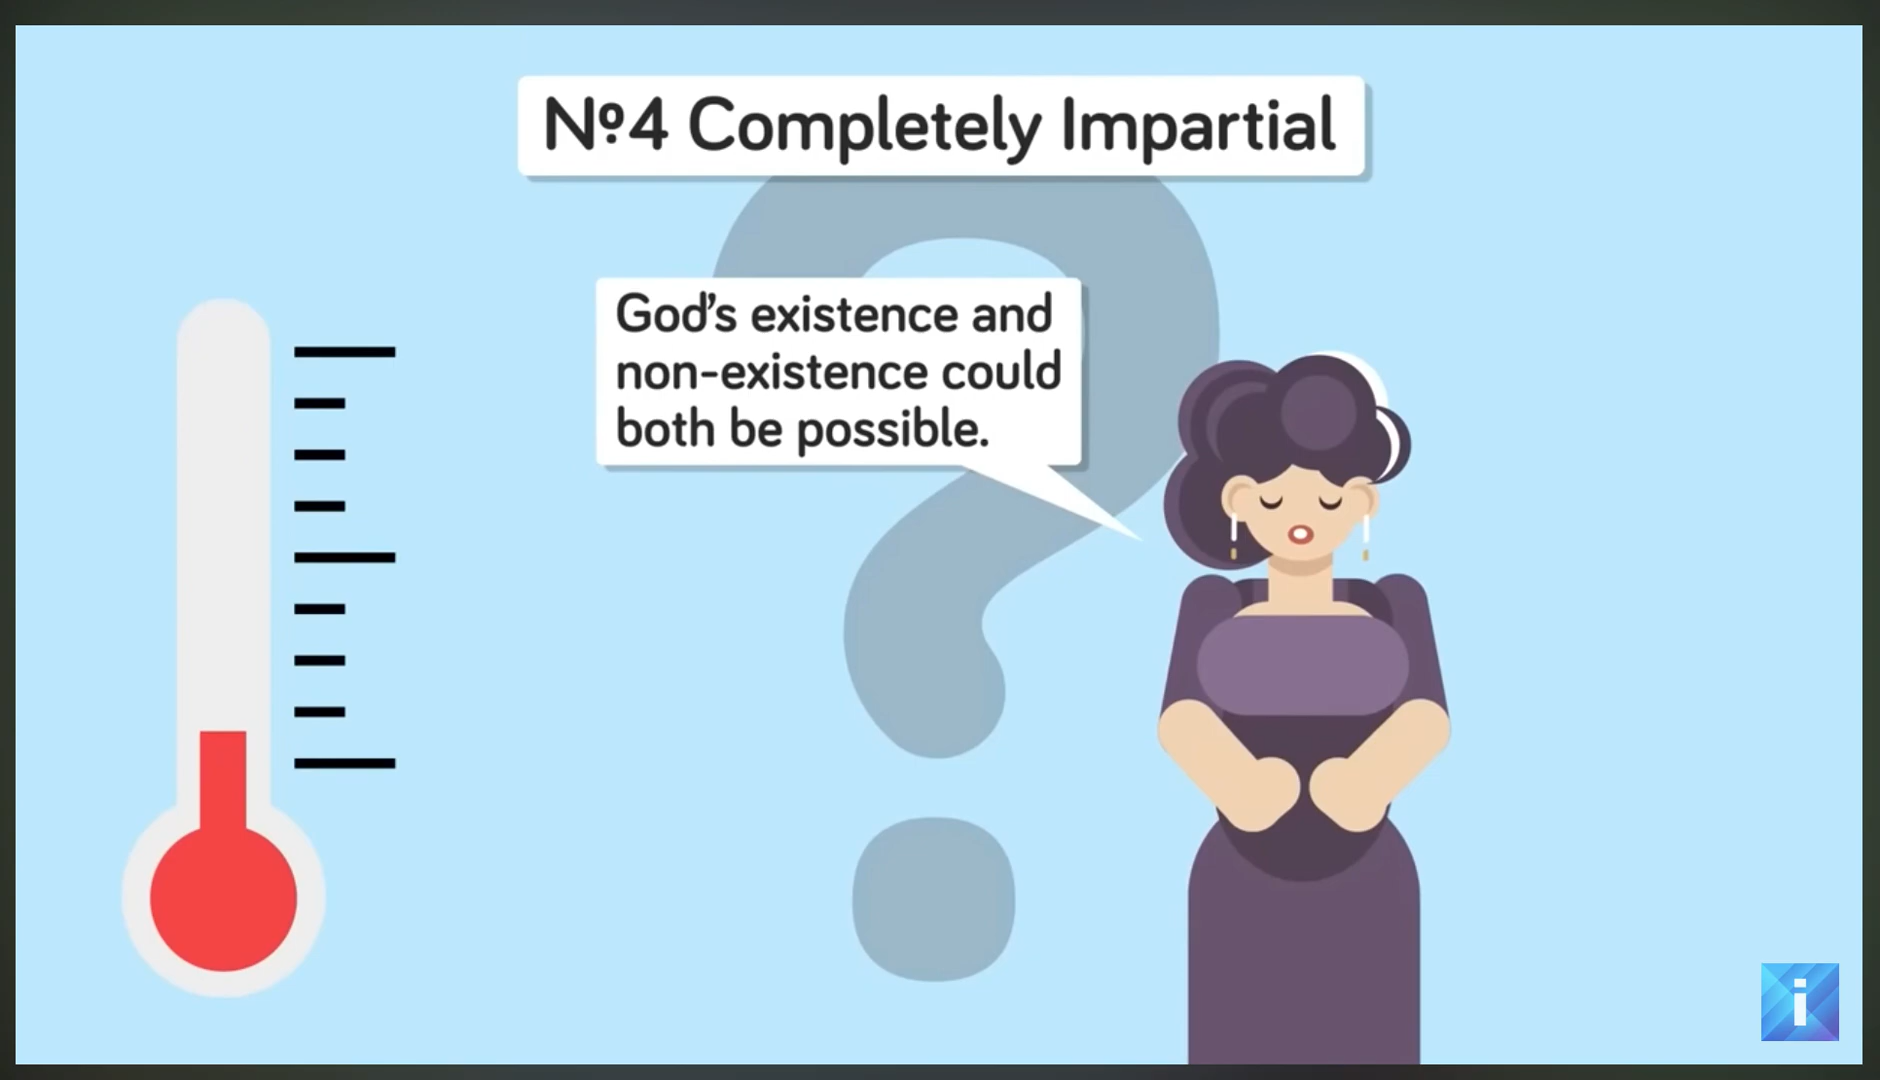 Nº4 Completely Impartial
God's existence and
non-existence could
both be possible.
i